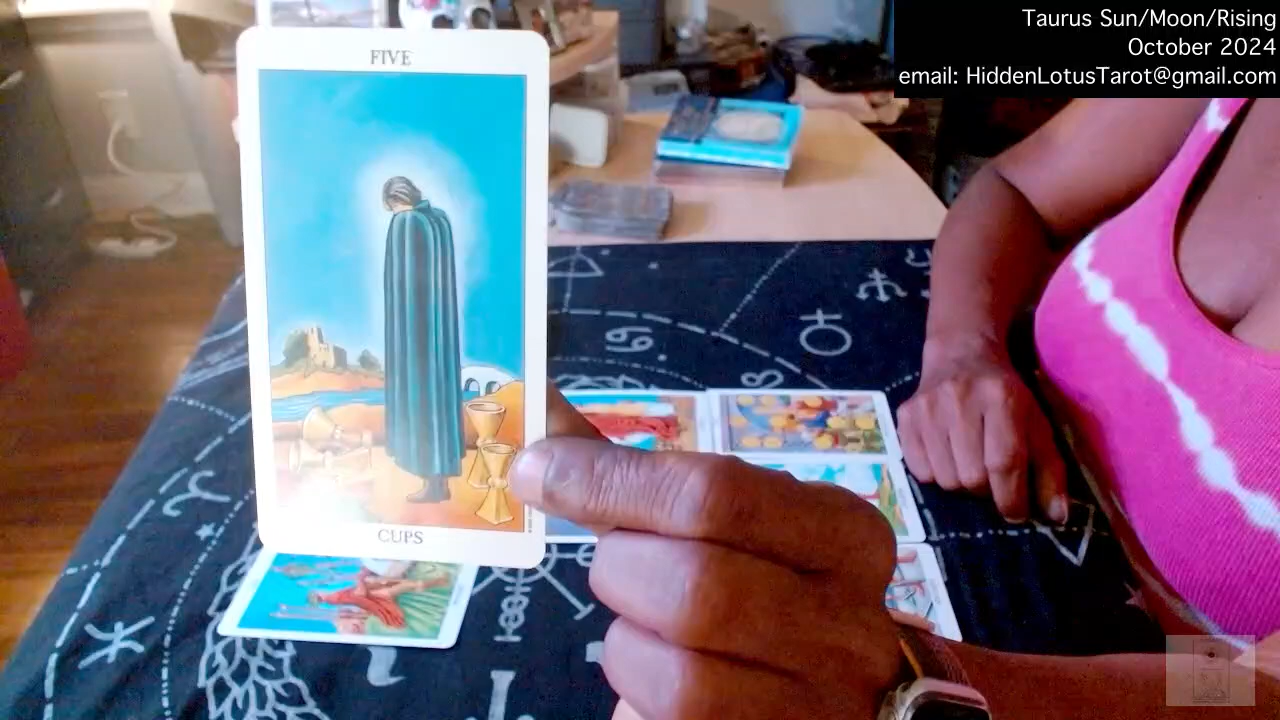 Taurus Sun/Moon/Rising
October 2024
email: HiddenLotusTarot@gmail.com
FIVE
CUPS